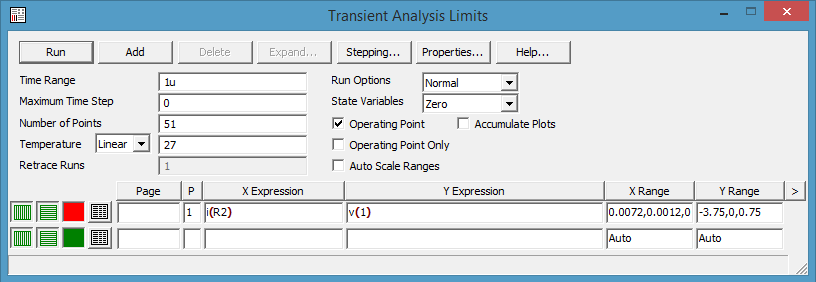 Transient Analysis Limits
Run Add Delete Expand... Stepping... Properties... Help...
Time Range 1u Run Options Normal
Maximum Time Step 0 State Variables Zero
Number of Points 51 Operating Point Accumulate Plots
Temperature Linear 27 Operating Point Only
Retrace Runs 1 Auto Scale Ranges
Page P X Expression Y Expression X Range Y Range >
1 i(R2) v(1) 0.0072,0.0012,0 -3.75,0,0.75
Auto Auto